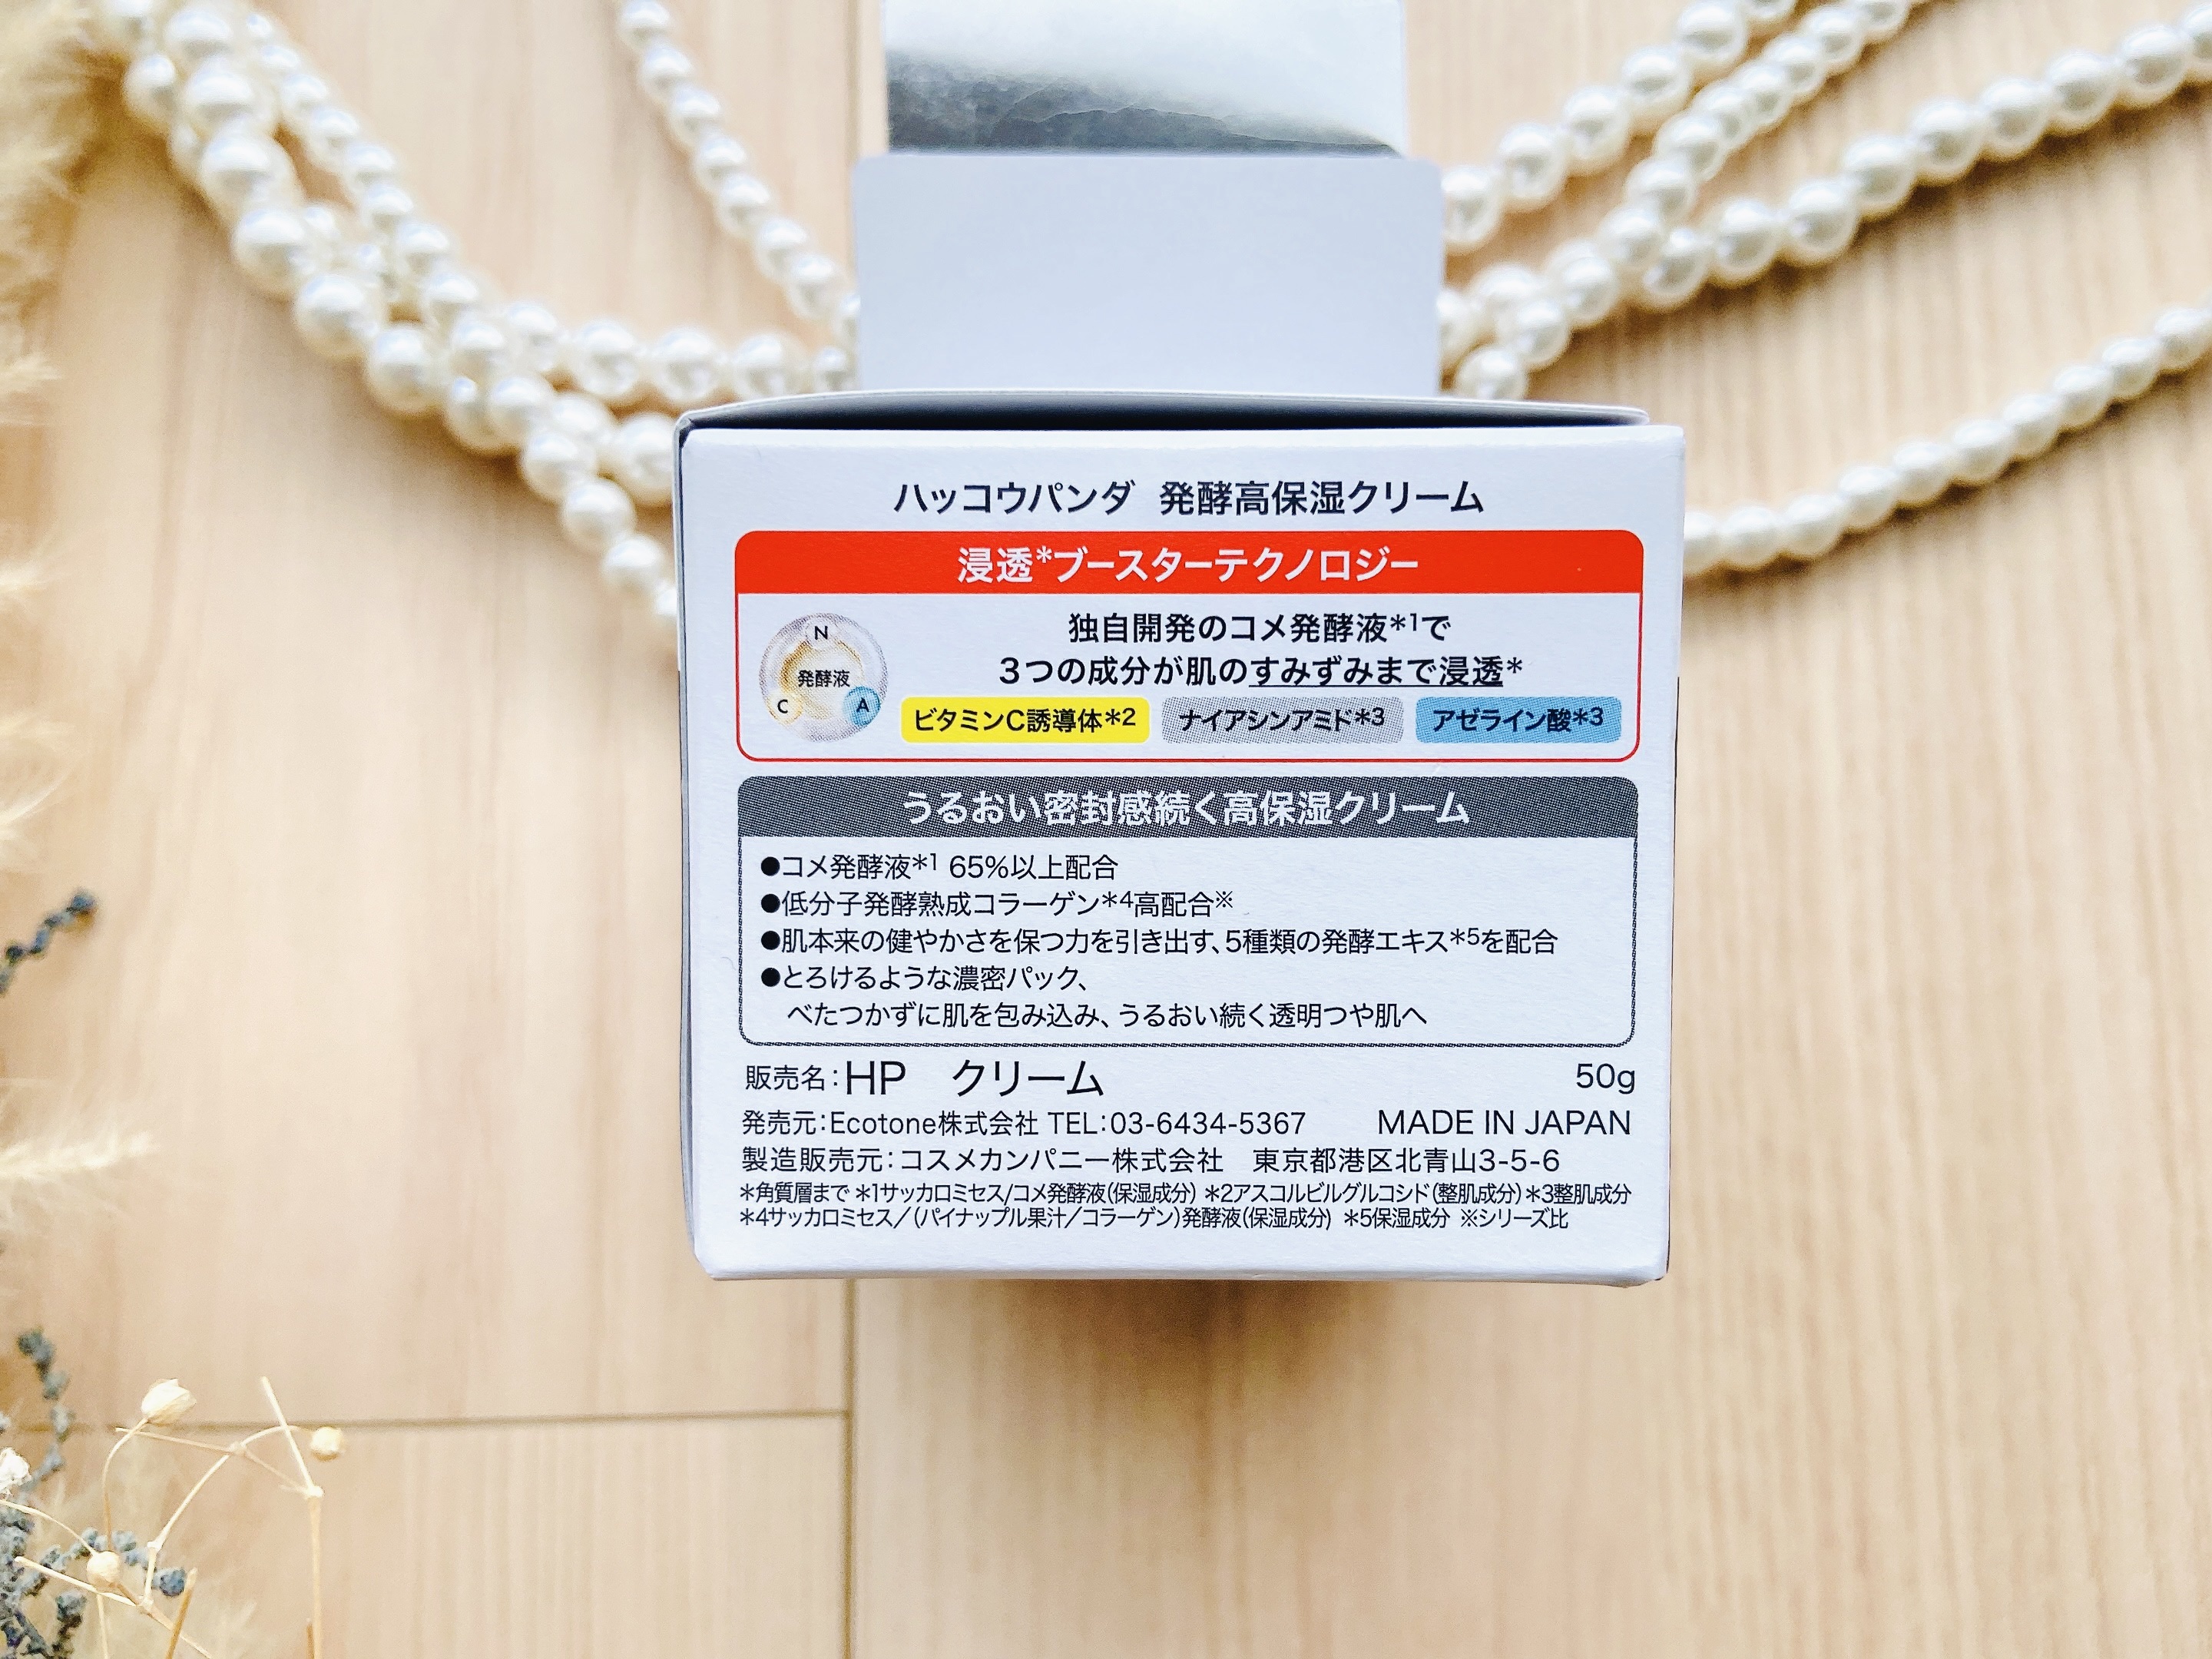 ハッコウパンダ 発酵高保湿クリーム
浸透*ブースターテクノロジー
N
発酵液
C
A
独自開発のコメ発酵液*1で
3つの成分が肌のすみずみまで浸透*
ビタミンC誘導体*2 ナイアシンアミド*3 アゼライン酸*3
うるおい密封感続く高保湿クリーム
●コメ発酵液*1 65%以上配合
●低分子発酵熟成コラーゲン*4高配合※
●肌本来の健やかさを保つ力を引き出す、5種類の発酵エキス*5を配合
●とろけるような濃密パック、
べたつかずに肌を包み込み、うるおい続く透明つや肌へ
販売名:HP クリーム 50g
発売元:Ecotone株式会社 TEL:03-6434-5367 MADE IN JAPAN
製造販売元:コスメカンパニー株式会社 東京都港区北青山3-5-6
*角質層まで *1サッカロミセス/コメ発酵液(保湿成分) *2アスコルビルグルコシド(整肌成分)*3整肌成分
*4サッカロミセス/(パイナップル果汁/コラーゲン)発酵液(保湿成分) *5保湿成分 ※シリーズ比